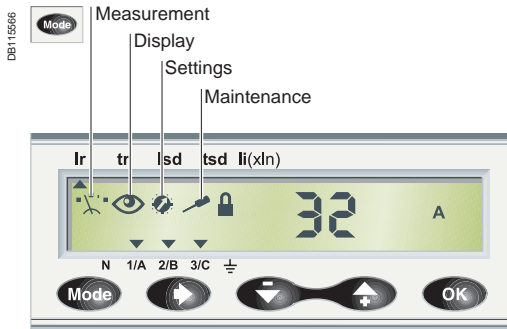 DB115566
Mode
Measurement
Display
Settings
Maintenance
Ir tr Isd tsd Ii(xIn)
32 A
N 1/A 2/B 3/C
Mode - + OK